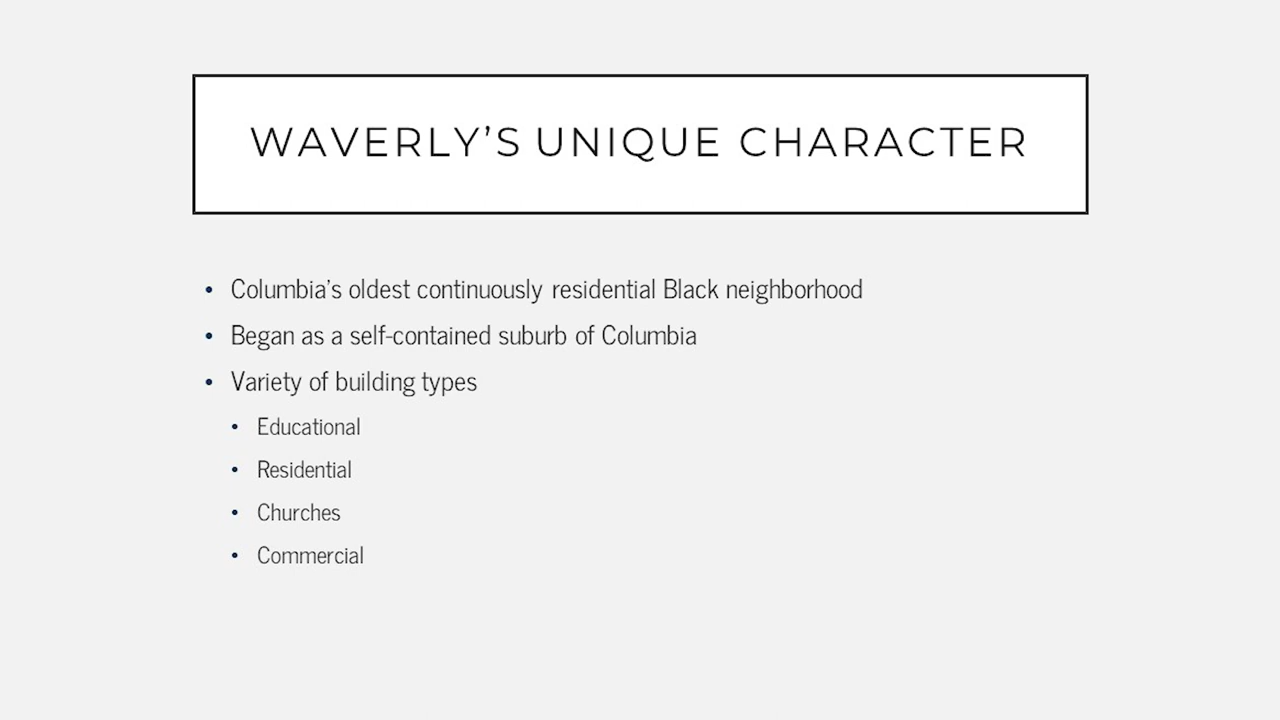 WAVERLY’S UNIQUE CHARACTER
• Columbia’s oldest continuously residential Black neighborhood
• Began as a self-contained suburb of Columbia
• Variety of building types
• Educational
• Residential
• Churches
• Commercial